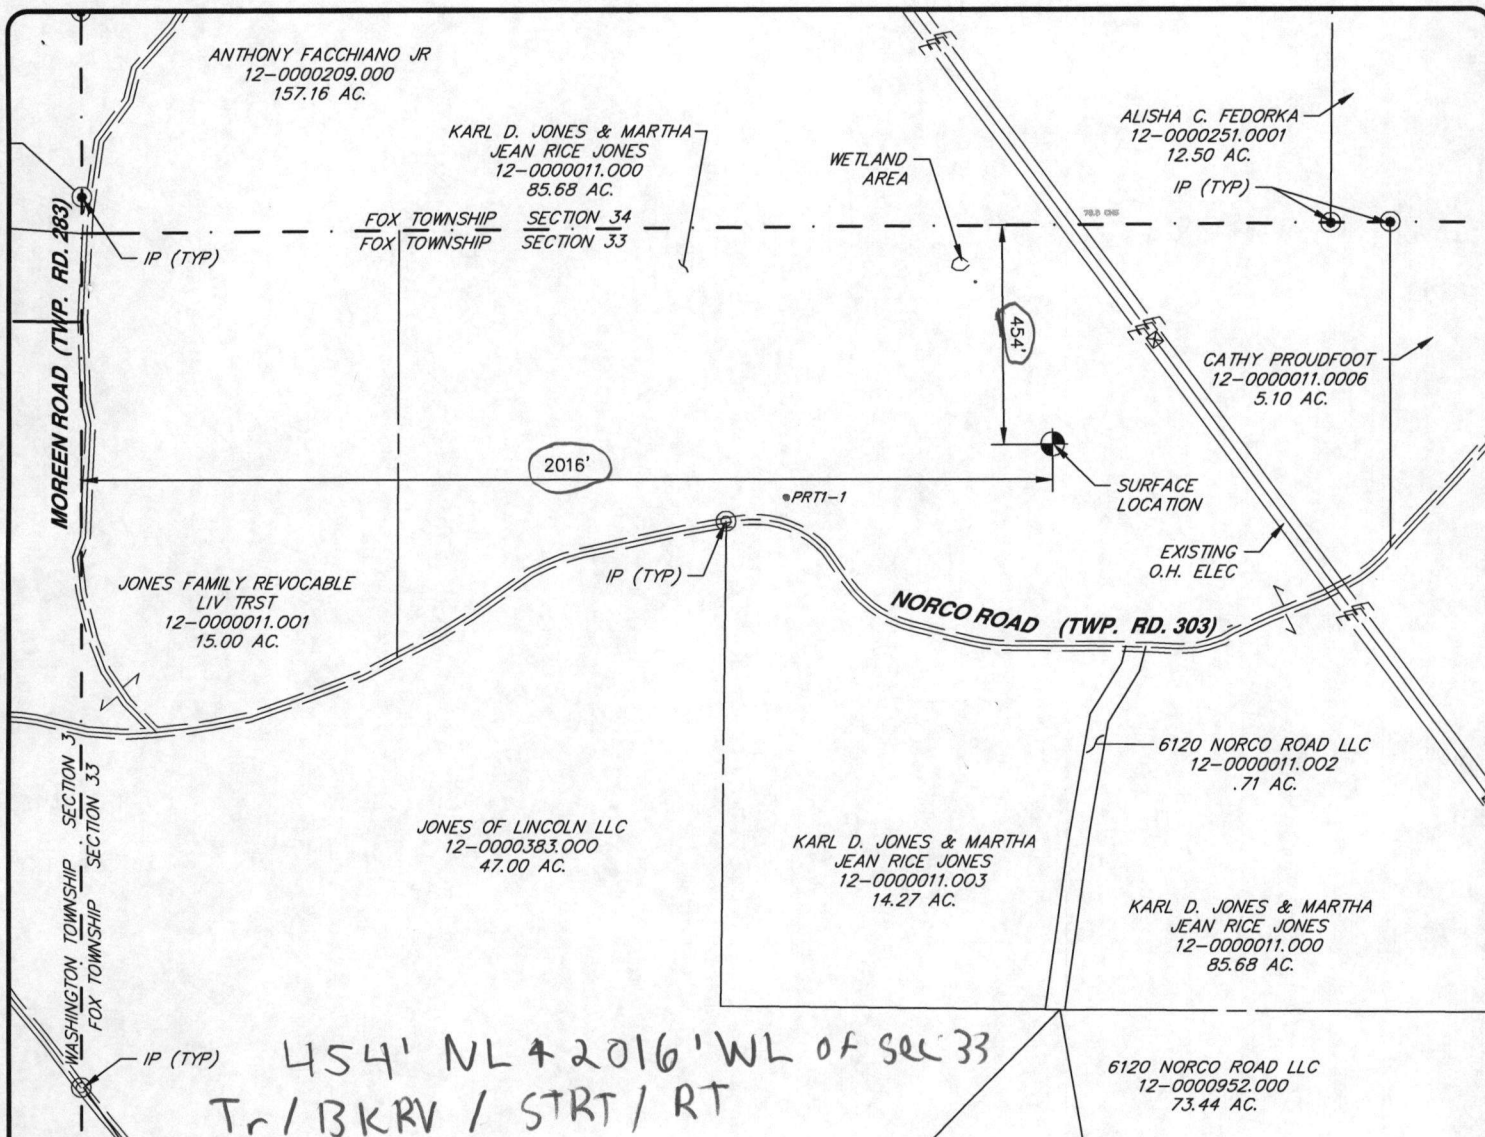 ANTHONY FACCHIANO JR
12-0000209.000
157.16 AC.
KARL D. JONES & MARTHA
JEAN RICE JONES
12-0000011.000
85.68 AC.
WETLAND
AREA
ALISHA C. FEDORKA
12-0000251.0001
12.50 AC.
IP (TYP)
FOX TOWNSHIP SECTION 34
FOX TOWNSHIP SECTION 33
IP (TYP)
MOREEN ROAD (TWP. RD. 283)
454'
CATHY PROUDFOOT
12-0000011.0006
5.10 AC.
2016'
PRT1-1
SURFACE
LOCATION
EXISTING
O.H. ELEC
IP (TYP)
JONES FAMILY REVOCABLE
LIV TRST
12-0000011.001
15.00 AC.
NORCO ROAD (TWP. RD. 303)
6120 NORCO ROAD LLC
12-0000011.002
.71 AC.
WASHINGTON TOWNSHIP SECTION 3
FOX TOWNSHIP SECTION 33
JONES OF LINCOLN LLC
12-0000383.000
47.00 AC.
KARL D. JONES & MARTHA
JEAN RICE JONES
12-0000011.003
14.27 AC.
KARL D. JONES & MARTHA
JEAN RICE JONES
12-0000011.000
85.68 AC.
IP (TYP)
454' NL & 2016' WL of Sec 33
Tr / BKRV / STRT / RT
6120 NORCO ROAD LLC
12-0000952.000
73.44 AC.